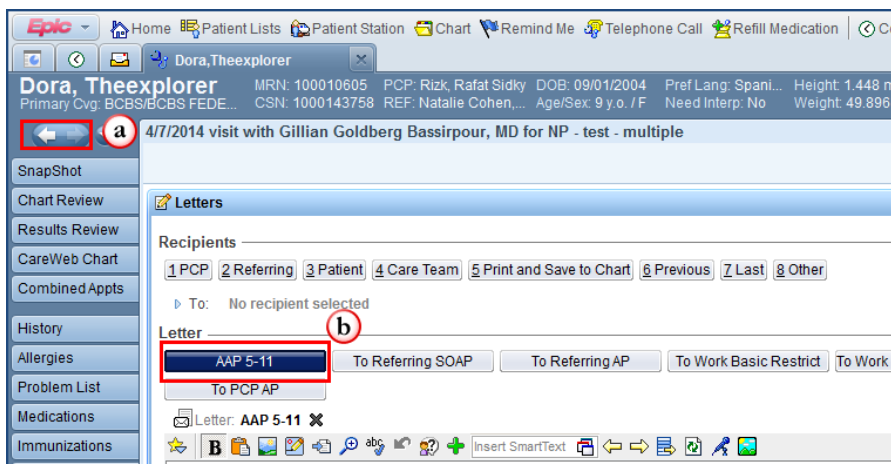 Epic Home Patient Lists Patient Station Chart Remind Me Telephone Call Refill Medication
Dora,Theexplorer
Dora, Theexplorer MRN: 100010605 PCP: Rizk, Rafat Sidky DOB: 09/01/2004 Pref Lang: Spani... Height: 1.448 m
Primary Cvg: BCBS/BCBS FEDE... CSN: 1000143758 REF: Natalie Cohen,... Age/Sex: 9 y.o. / F Need Interp: No Weight: 49.896
a 4/7/2014 visit with Gillian Goldberg Bassirpour, MD for NP - test - multiple
SnapShot
Chart Review
Letters
Results Review
Recipients
CareWeb Chart
1 PCP 2 Referring 3 Patient 4 Care Team 5 Print and Save to Chart 6 Previous 7 Last 8 Other
Combined Appts
To: No recipient selected
History
b
Letter
Allergies
AAP 5-11 To Referring SOAP To Referring AP To Work Basic Restrict To Work
Problem List
To PCP AP
Medications
Letter: AAP 5-11
Immunizations
B abc Insert SmartText